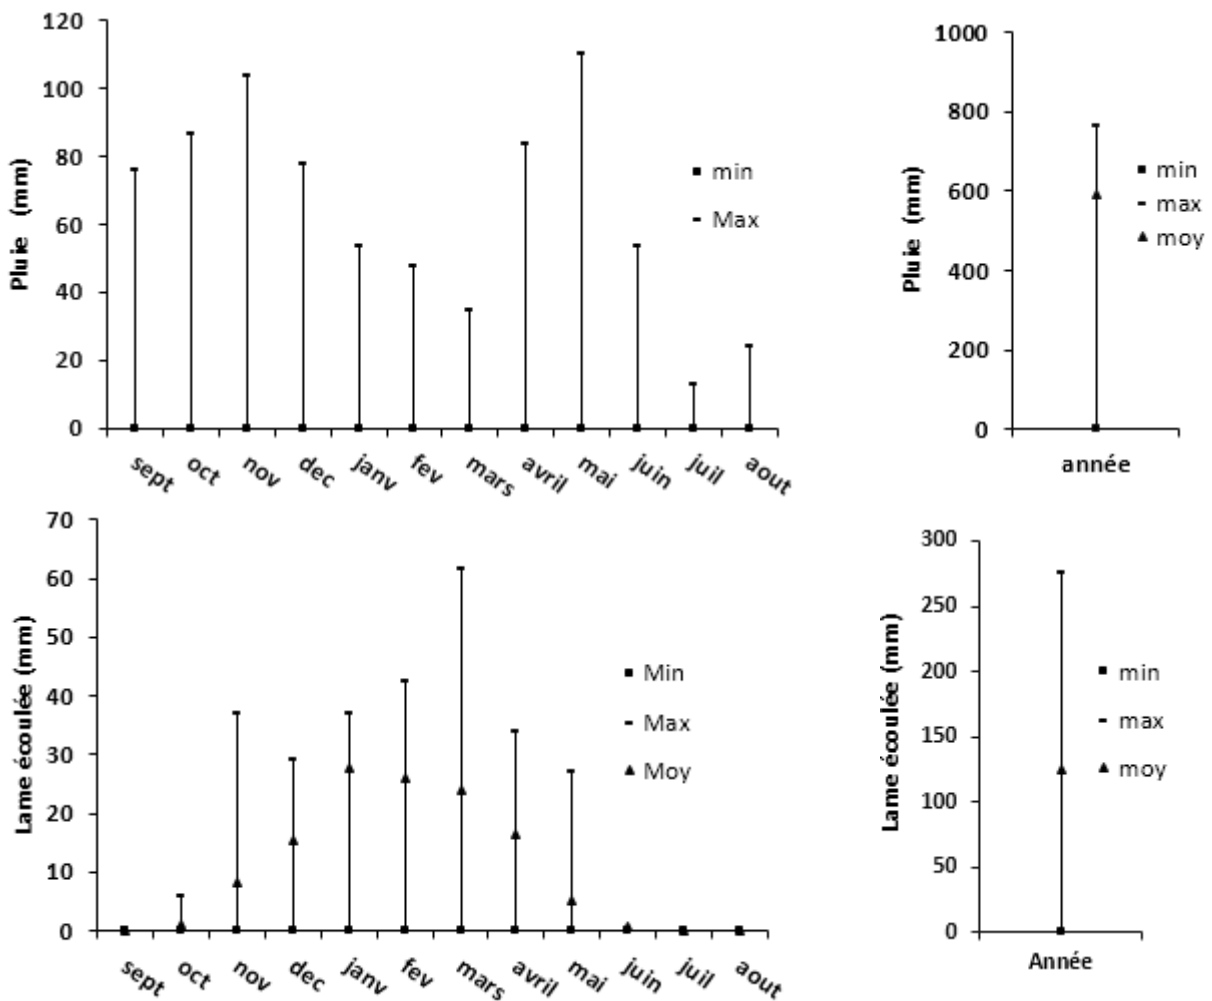 Pluie (mm)
120
100
80
60
40
20
0
sept
oct
nov
dec
janv
fev
mars
avril
mai
juin
juil
aout
min
Max
Pluie (mm)
1000
800
600
400
200
0
année
min
max
moy
Lame écoulée (mm)
70
60
50
40
30
20
10
0
sept
oct
nov
dec
janv
fev
mars
avril
mai
juin
juil
aout
Min
Max
Moy
Lame écoulée (mm)
300
250
200
150
100
50
0
Année
min
max
moy